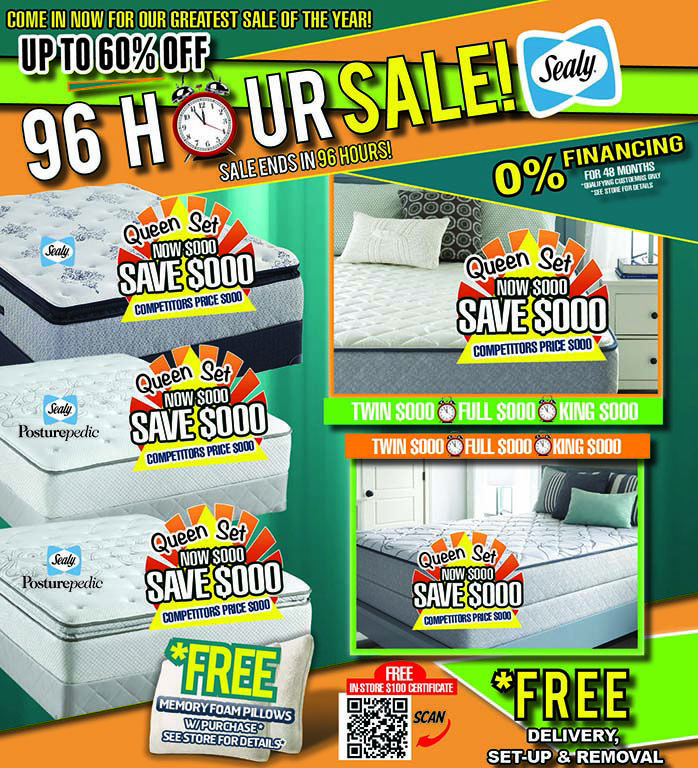 COME IN NOW FOR OUR GREATEST SALE OF THE YEAR!
UP TO 60% OFF
96 HOUR SALE!
SALE ENDS IN 96 HOURS!
Sealy
0% FINANCING
FOR 48 MONTHS
*QUALIFYING CUSTOMERS ONLY
*SEE STORE FOR DETAILS
Sealy
Queen Set
NOW $000
SAVE $000
COMPETITORS PRICE $000
Queen Set
NOW $000
SAVE $000
COMPETITORS PRICE $000
TWIN $000 FULL $000 KING $000
Sealy
Posturepedic
Queen Set
NOW $000
SAVE $000
COMPETITORS PRICE $000
TWIN $000 FULL $000 KING $000
Sealy
Posturepedic
Queen Set
NOW $000
SAVE $000
COMPETITORS PRICE $000
Queen Set
NOW $000
SAVE $000
COMPETITORS PRICE $000
*FREE
MEMORY FOAM PILLOWS
W/ PURCHASE*
SEE STORE FOR DETAILS*
FREE
IN-STORE $100 CERTIFICATE
SCAN
*FREE
DELIVERY,
SET-UP & REMOVAL